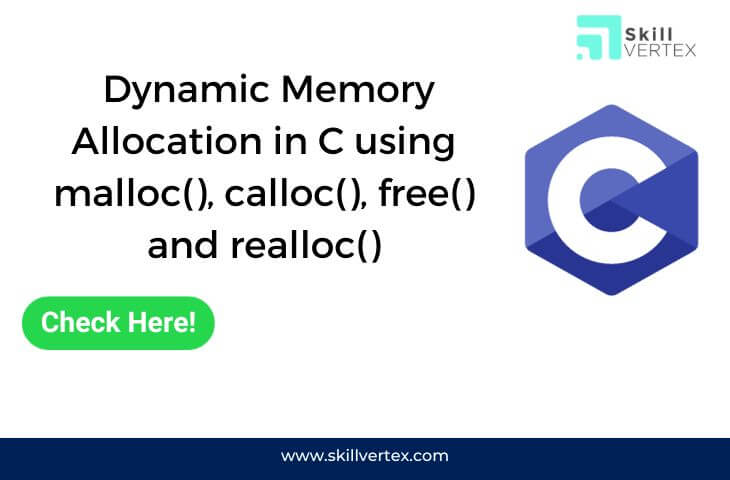 Skill
VERTEX
Dynamic Memory
Allocation in C using
malloc(), calloc(), free()
and realloc()
C
Check Here!
www.skillvertex.com